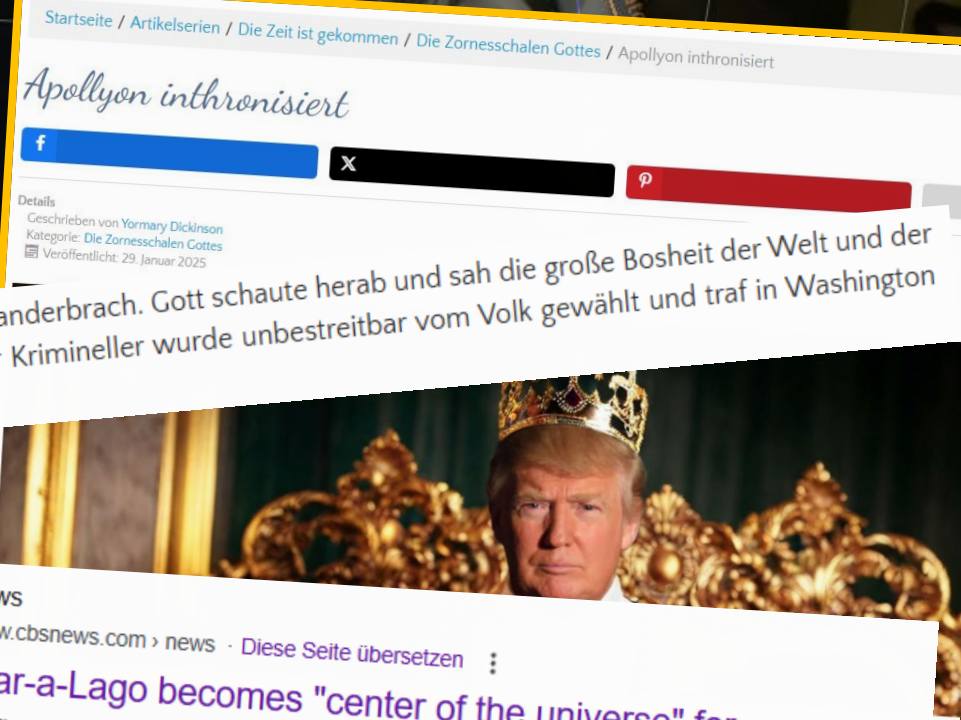 Startseite / Artikelserien / Die Zeit ist gekommen / Die Zornesschalen Gottes / Apollyon inthronisiert
Apollyon inthronisiert
Details
Geschrieben von Yormary Dickinson
Kategorie: Die Zornesschalen Gottes
Veröffentlicht: 29. Januar 2025
anderbrach. Gott schaute herab und sah die große Bosheit der Welt und der
Krimineller wurde unbestreitbar vom Volk gewählt und traf in Washington
ws
w.cbsnews.com › news · Diese Seite übersetzen
ar-a-Lago becomes "center of the universe" for